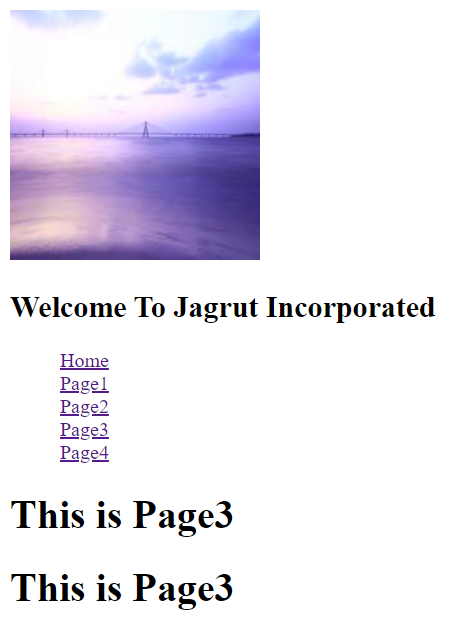 Welcome To Jagrut Incorporated
Home
Page1
Page2
Page3
Page4
This is Page3
This is Page3